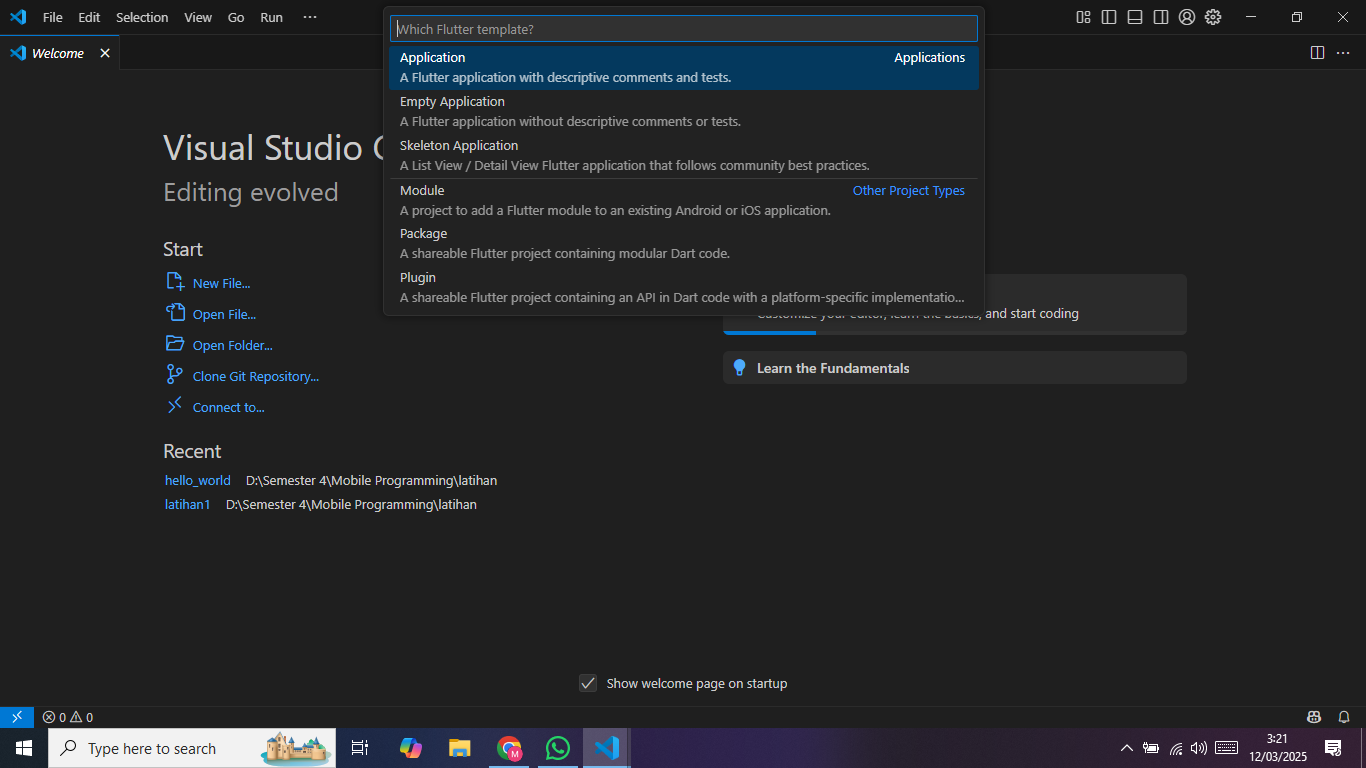 File Edit Selection View Go Run ···
Which Flutter template?
Welcome
Application Applications
A Flutter application with descriptive comments and tests.
Empty Application
A Flutter application without descriptive comments or tests.
Skeleton Application
A List View / Detail View Flutter application that follows community best practices.
Module Other Project Types
A project to add a Flutter module to an existing Android or iOS application.
Package
A shareable Flutter project containing modular Dart code.
Plugin
A shareable Flutter project containing an API in Dart code with a platform-specific implementatio...
Visual Studio
Editing evolved
Start
New File...
Open File...
Open Folder...
Clone Git Repository...
Connect to...
Recent
hello_world D:\Semester 4\Mobile Programming\latihan
latihan1 D:\Semester 4\Mobile Programming\latihan
Customize your editor, learn the basics, and start coding
Learn the Fundamentals
Show welcome page on startup
0 0
Type here to search
M
3:21
12/03/2025